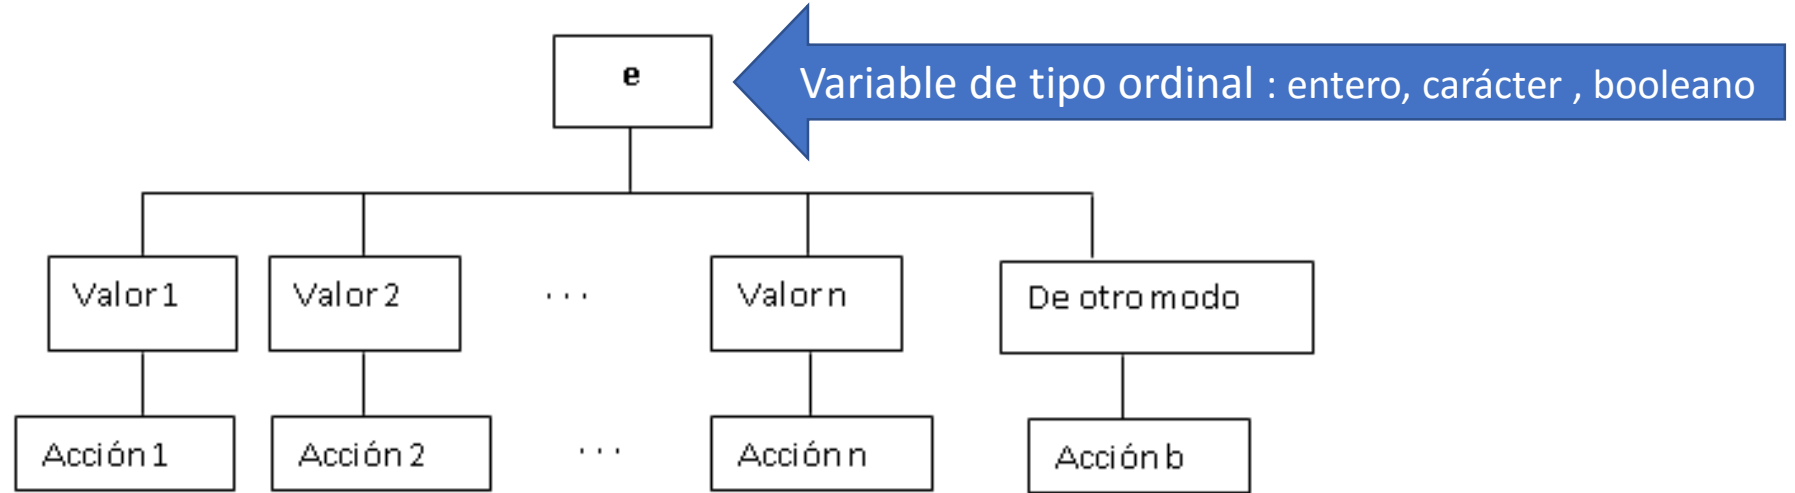 e
Variable de tipo ordinal : entero, carácter , booleano
Valor 1
Valor 2
...
Valor n
De otro modo
Acción 1
Acción 2
...
Acción n
Acción b